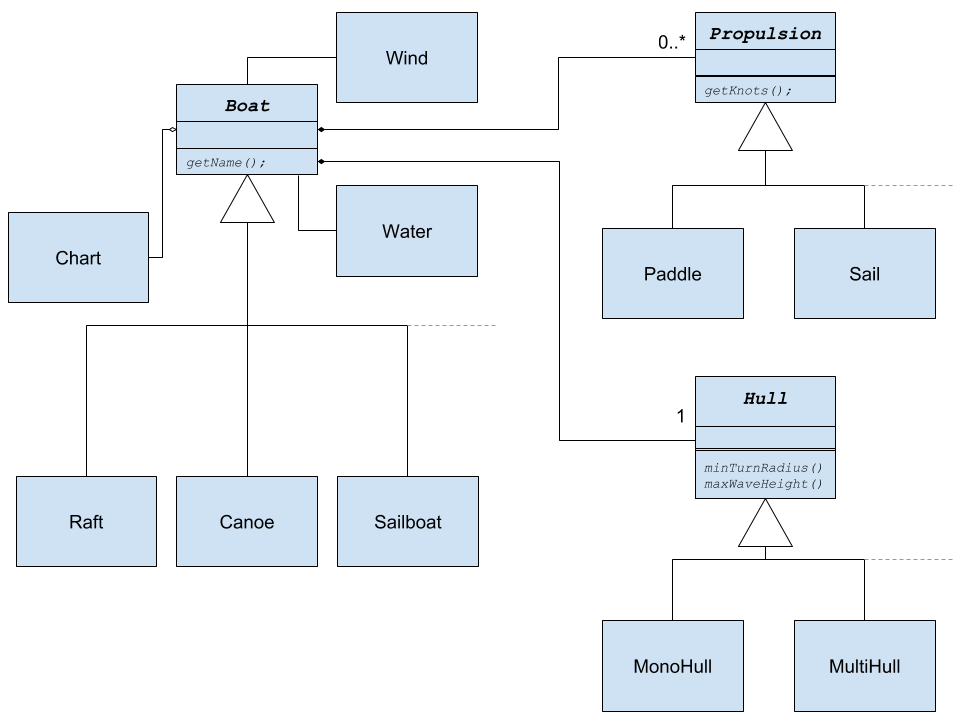 Wind
0..*
Propulsion
getKnots();
Boat
getName();
Chart
Water
Paddle
Sail
Hull
1
minTurnRadius()
maxWaveHeight()
Raft
Canoe
Sailboat
MonoHull
MultiHull